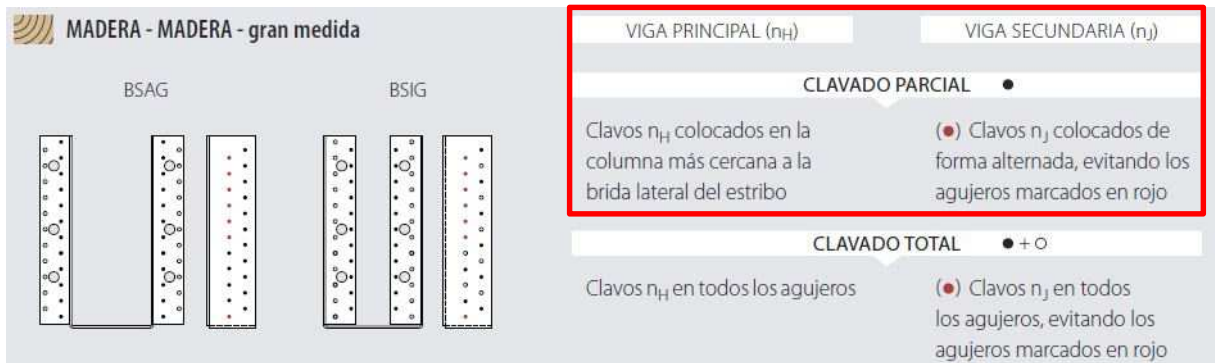 MADERA - MADERA - gran medida
BSAG
BSIG
VIGA PRINCIPAL (nH)
VIGA SECUNDARIA (nJ)
CLAVADO PARCIAL ●
Clavos nH colocados en la
columna más cercana a la
brida lateral del estribo
(●) Clavos nJ colocados de
forma alternada, evitando los
agujeros marcados en rojo
CLAVADO TOTAL ● + ○
Clavos nH en todos los agujeros
(●) Clavos nJ en todos
los agujeros, evitando los
agujeros marcados en rojo